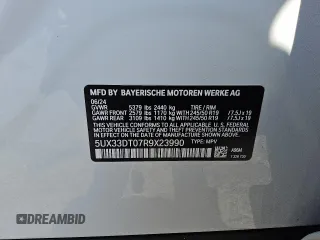 MFD BY BAYERISCHE MOTOREN WERKE AG
06/24
GVWR 5379 lbs 2440 kg TIRE / RIM
GAWR FRONT 2579 lbs 1170 kg WITH 245/50 R19 / 7.5J x 19
GAWR REAR 3109 lbs 1410 kg WITH 245/50 R19 / 7.5J x 19
THIS VEHICLE CONFORMS TO ALL APPLICABLE U.S. FEDERAL MOTOR
VEHICLE SAFETY, BUMPER, AND THEFT PREVENTION STANDARDS
IN EFFECT ON THE DATE OF MANUFACTURE SHOWN ABOVE.
5UX33DT07R9X23990 TYPE: MPV
© DRIVEBIDRIVE AMBID